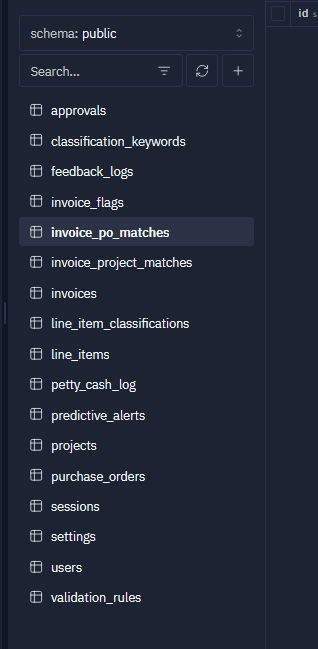 schema: public
id s
Search...
approvals
classification_keywords
feedback_logs
invoice_flags
invoice_po_matches
invoice_project_matches
invoices
line_item_classifications
line_items
petty_cash_log
predictive_alerts
projects
purchase_orders
sessions
settings
users
validation_rules